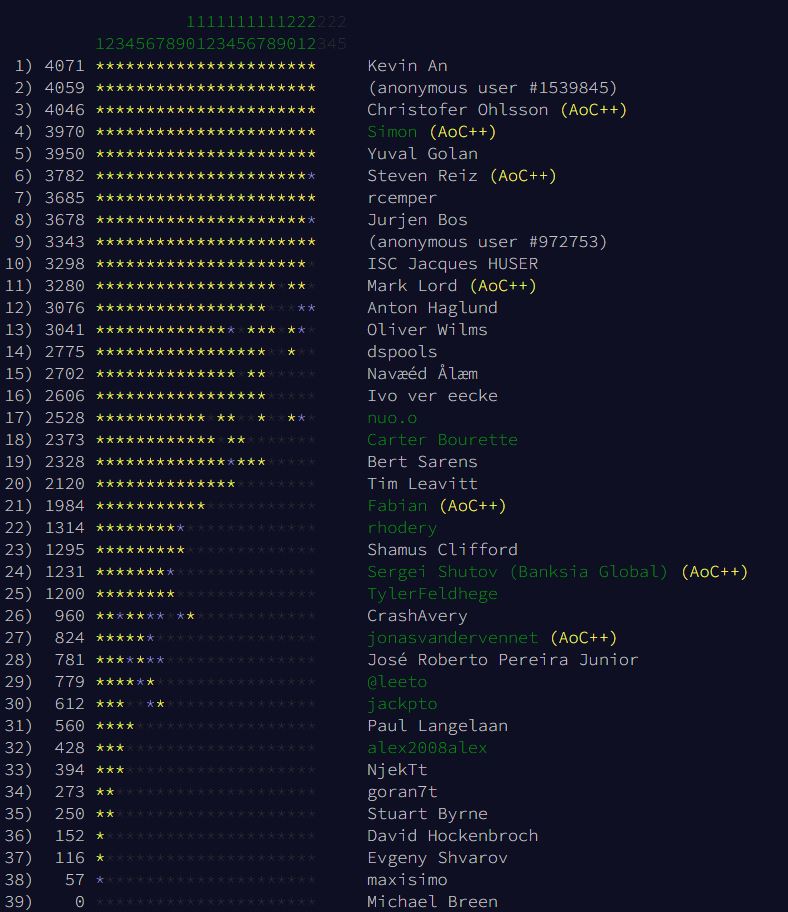 1111111111222222
1234567890123456789012345
1) 4071 ********************** Kevin An
2) 4059 ********************** (anonymous user #1539845)
3) 4046 ********************** Christofer Ohlsson (AoC++)
4) 3970 ********************** Simon (AoC++)
5) 3950 ********************** Yuval Golan
6) 3782 ********************** Steven Reiz (AoC++)
7) 3685 ********************** rcemper
8) 3678 ********************** Jurjen Bos
9) 3343 ********************** (anonymous user #972753)
10) 3298 ********************** ISC Jacques HUSER
11) 3280 ********************** Mark Lord (AoC++)
12) 3076 ********************** Anton Haglund
13) 3041 ********************** Oliver Wilms
14) 2775 ********************** dspools
15) 2702 ********************** Navæéd Ålæm
16) 2606 ********************** Ivo ver eecke
17) 2528 ********************** nuo.o
18) 2373 ********************** Carter Bourette
19) 2328 ********************** Bert Sarens
20) 2120 ********************** Tim Leavitt
21) 1984 ********************** Fabian (AoC++)
22) 1314 ********************** rhodery
23) 1295 ********************** Shamus Clifford
24) 1231 ********************** Sergei Shutov (Banksia Global) (AoC++)
25) 1200 ********************** TylerFeldhege
26) 960 ********************** CrashAvery
27) 824 ********************** jonasvandervennet (AoC++)
28) 781 ********************** José Roberto Pereira Junior
29) 779 ********************** @leeto
30) 612 ********************** jackpto
31) 560 ********************** Paul Langelaan
32) 428 ********************** alex2008alex
33) 394 ********************** NjekTt
34) 273 ********************** goran7t
35) 250 ********************** Stuart Byrne
36) 152 ********************** David Hockenbroch
37) 116 ********************** Evgeny Shvarov
38) 57 ********************** maxisimo
39) 0 ********************** Michael Breen